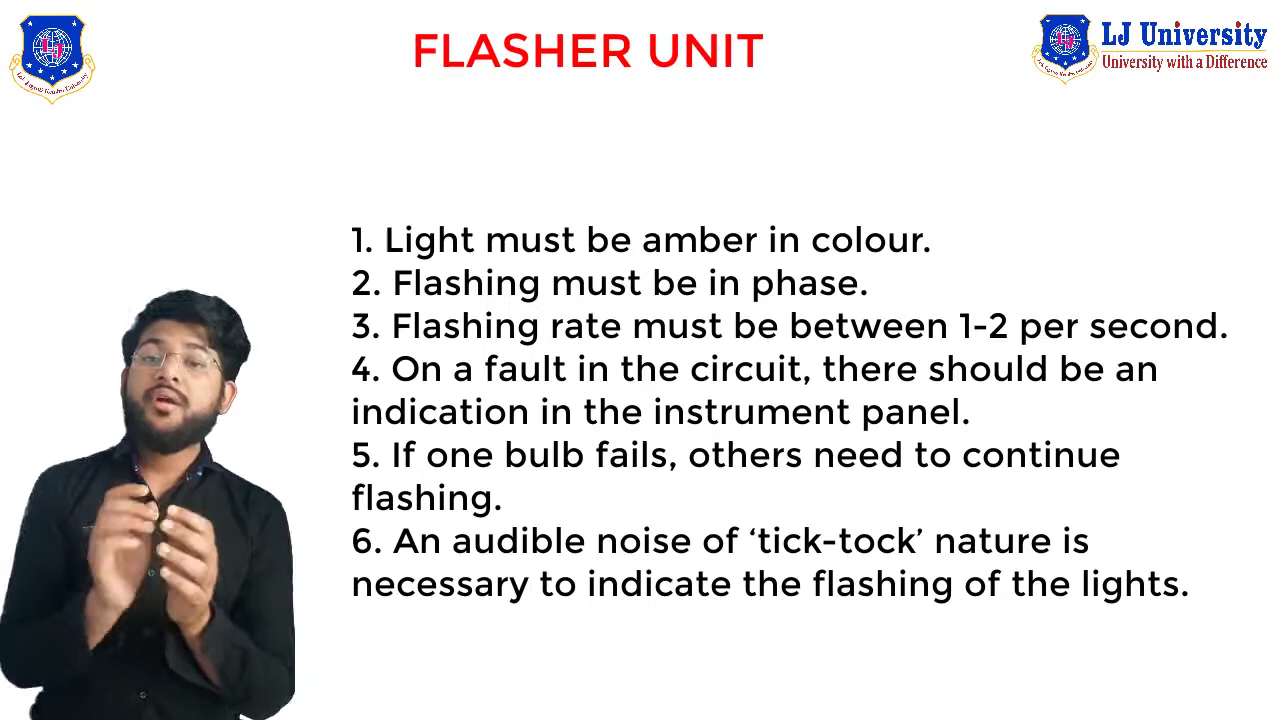 FLASHER UNIT
LJ
LJ University
University with a Difference
LJ
1. Light must be amber in colour.
2. Flashing must be in phase.
3. Flashing rate must be between 1-2 per second.
4. On a fault in the circuit, there should be an
indication in the instrument panel.
5. If one bulb fails, others need to continue
flashing.
6. An audible noise of ‘tick-tock’ nature is
necessary to indicate the flashing of the lights.